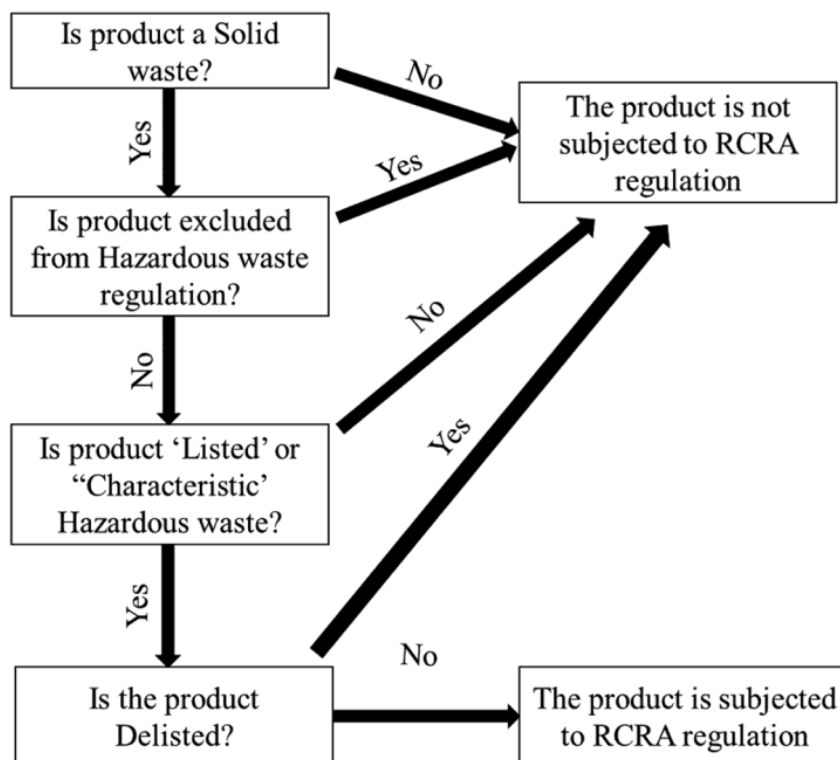 Is product a Solid
waste?
No
The product is not
subjected to RCRA
regulation
Yes
Yes
Is product excluded
from Hazardous waste
regulation?
No
No
Is product ‘Listed’ or
“Characteristic’
Hazardous waste?
Yes
Yes
No
Is the product
Delisted?
The product is subjected
to RCRA regulation